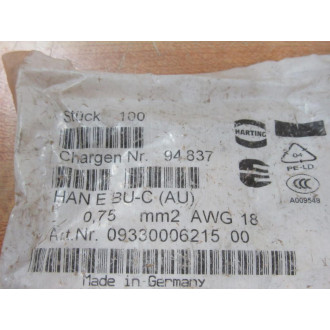 Stück 100
HARTING
Chargen Nr. 94 837
04
PE-LD
HAN E BU-C (AU)
0,75 mm2 AWG 18
A009549
Art.Nr. 09330006215 00
Made in Germany